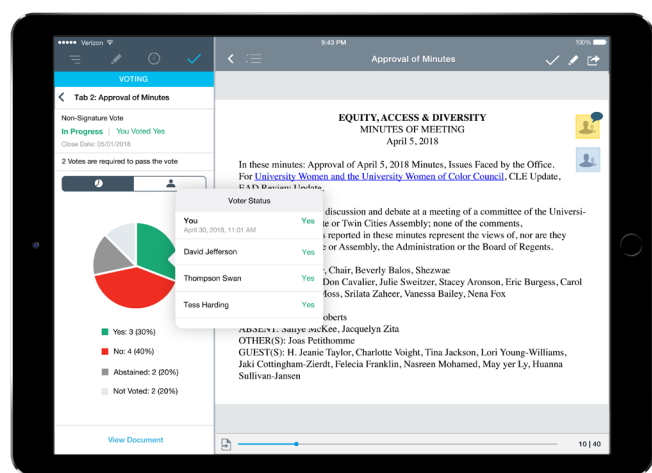 Verizon
9:43 PM
100%
Approval of Minutes
VOTING
Tab 2: Approval of Minutes
Non-Signature Vote
In Progress | You Voted Yes
Close Date: 05/01/2018
2 Votes are required to pass the vote
Voter Status
You Yes
April 30, 2018, 11:01 AM
David Jefferson Yes
Thompson Swan Yes
Tess Harding Yes
Yes: 3 (30%)
No: 4 (40%)
Abstained: 2 (20%)
Not Voted: 2 (20%)
View Document
EQUITY, ACCESS & DIVERSITY
MINUTES OF MEETING
April 5, 2018
In these minutes: Approval of April 5, 2018 Minutes, Issues Faced by the Office.
For University Women and the University Women of Color Council, CLE Update,
EAD Review Update.
discussion and debate at a meeting of a committee of the Universi-
te or Twin Cities Assembly; none of the comments,
s reported in these minutes represent the views of, nor are they
e or Assembly, the Administration or the Board of Regents.
, Chair, Beverly Balos, Shezwae
Don Cavalier, Julie Sweitzer, Stacey Aronson, Eric Burgess, Carol
Moss, Srilata Zaheer, Vanessa Bailey, Nena Fox
oberts
ABSENT: Sanye McKee, Jacquelyn Zita
OTHER(S): Joas Petithomme
GUEST(S): H. Jeanie Taylor, Charlotte Voight, Tina Jackson, Lori Young-Williams,
Jaki Cottingham-Zierdt, Felecia Franklin, Nasreen Mohamed, May yer Ly, Huanna
Sullivan-Jansen
10 | 40